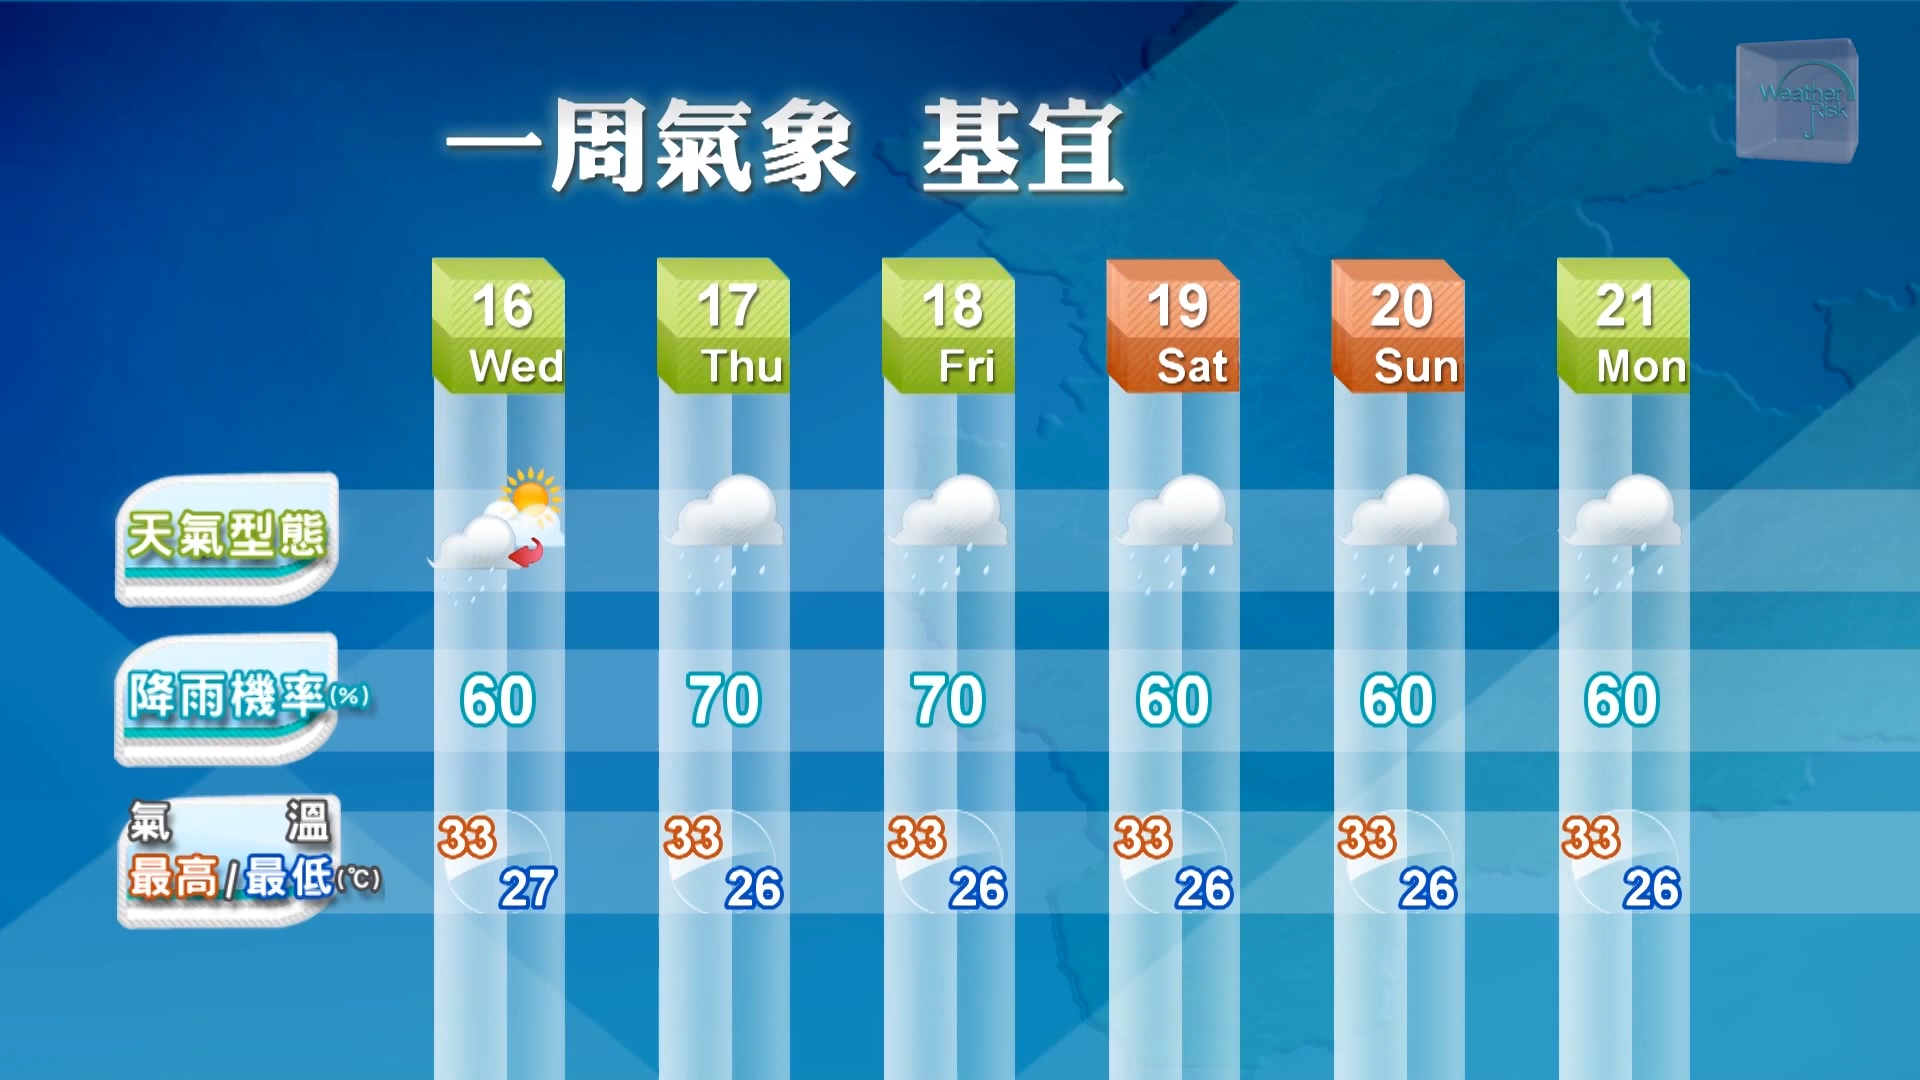 一周氣象 基宜
Weather
Risk
16 17 18 19 20 21
Wed Thu Fri Sat Sun Mon
天氣型態
降雨機率(%) 60 70 70 60 60 60
氣 溫
33 33 33 33 33 33
最高/最低(℃)
27 26 26 26 26 26